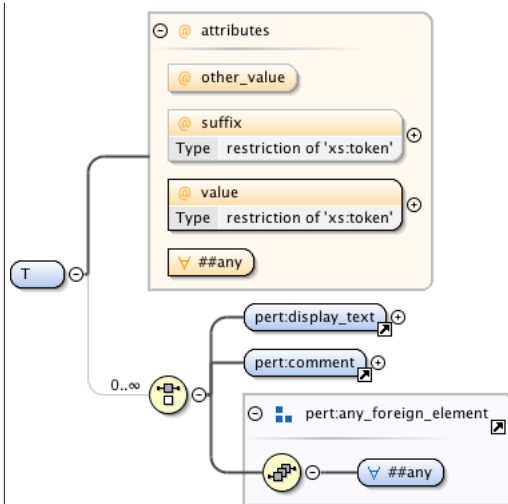 @ attributes
@ other_value
@ suffix
Type restriction of 'xs:token'
@ value
Type restriction of 'xs:token'
∀ ##any
T
pert:display_text
pert:comment
0..∞
pert:any_foreign_element
∀ ##any